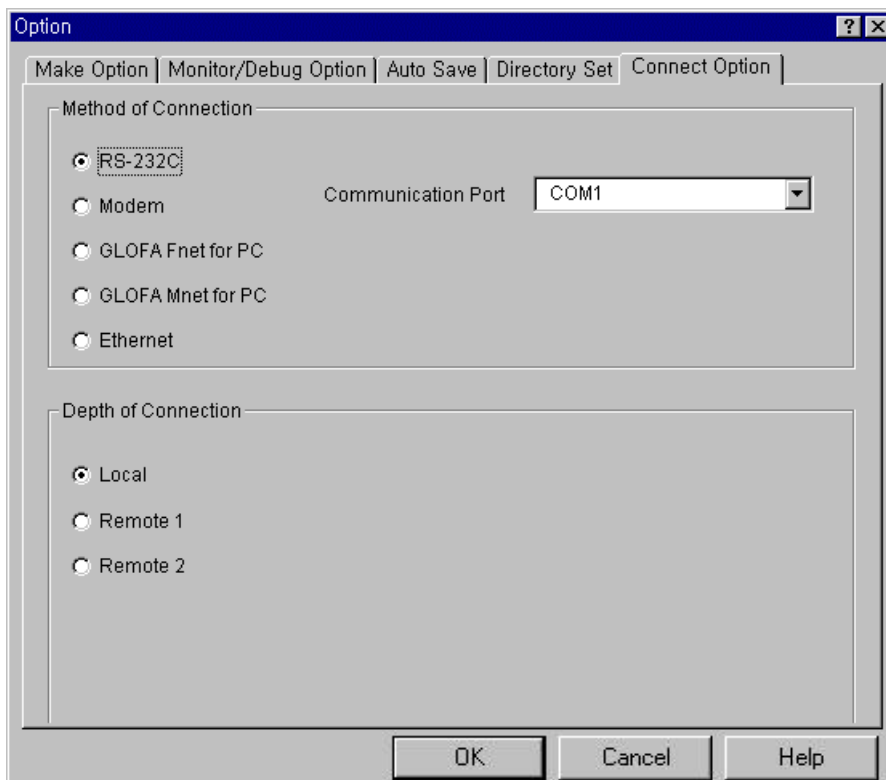 Option
Make Option Monitor/Debug Option Auto Save Directory Set Connect Option
Method of Connection
RS-232C
Communication Port COM1
Modem
GLOFA Fnet for PC
GLOFA Mnet for PC
Ethernet
Depth of Connection
Local
Remote 1
Remote 2
OK Cancel Help